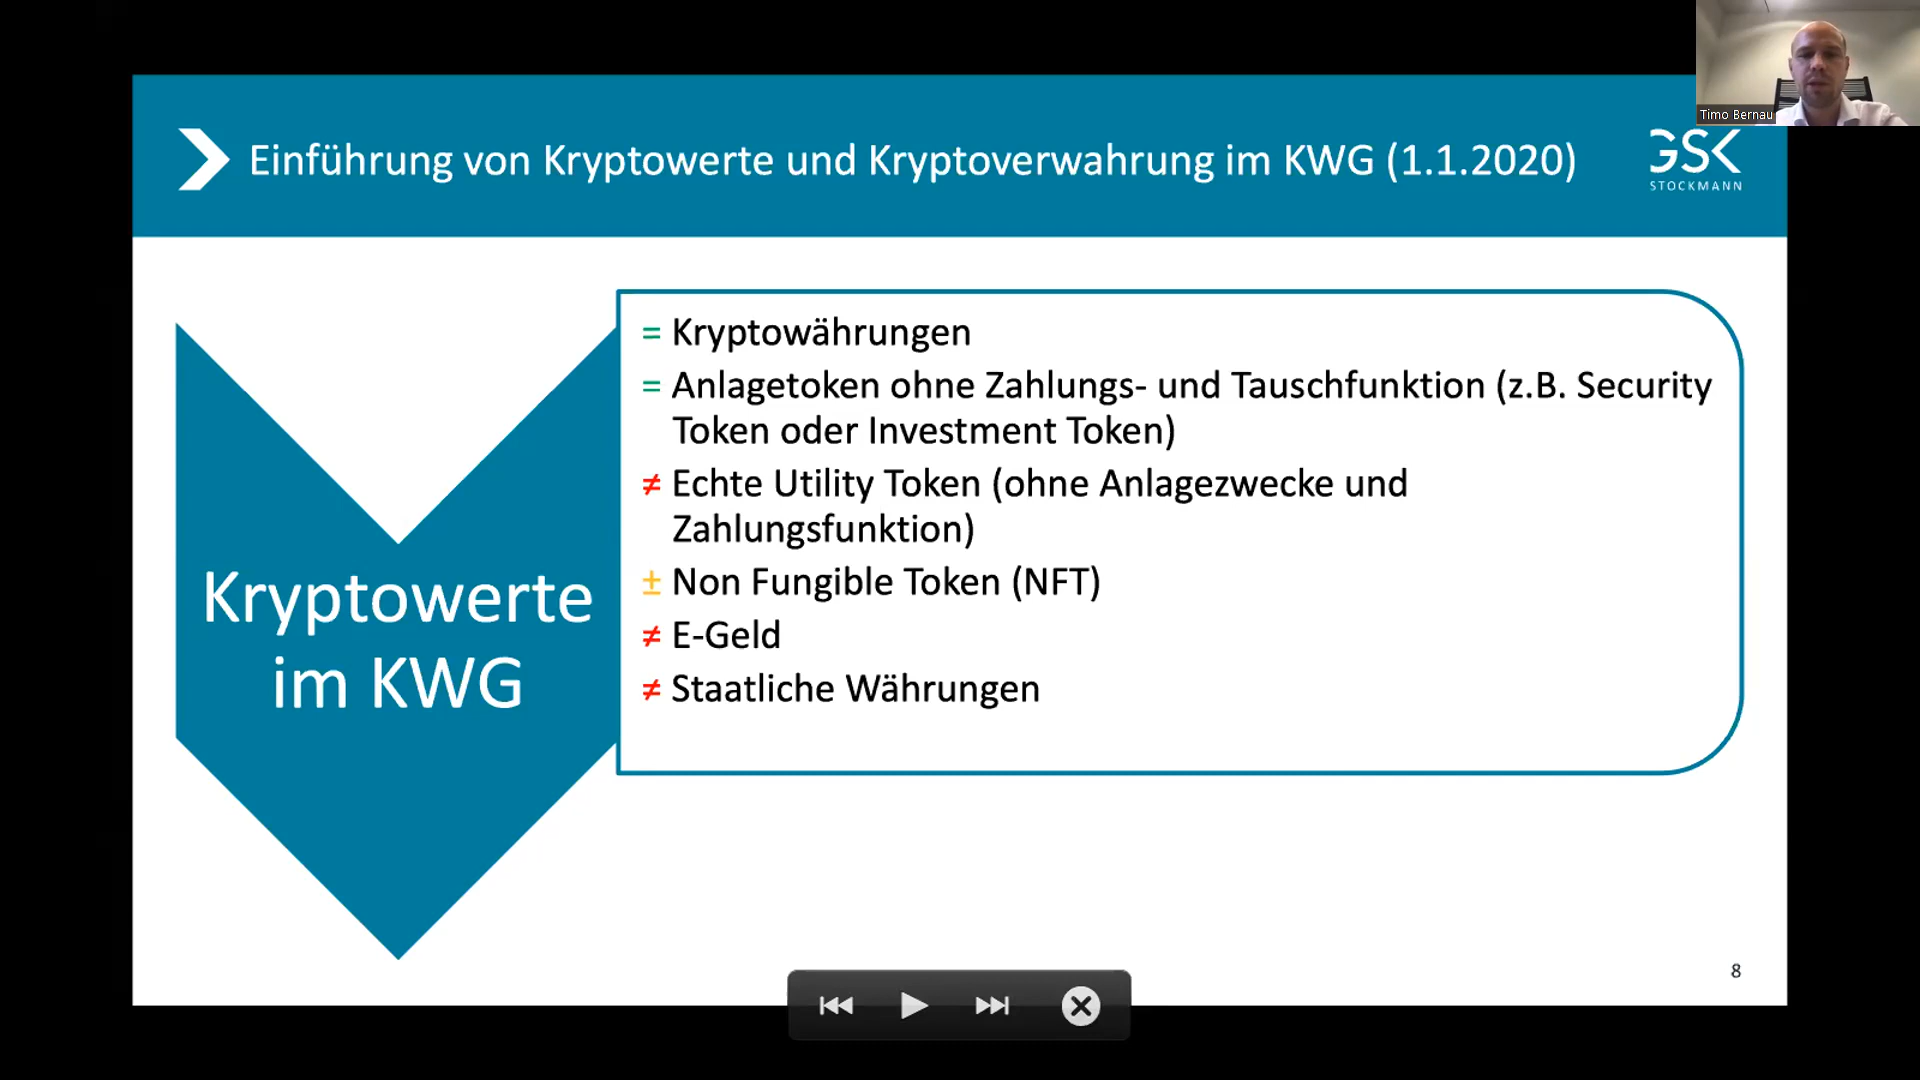 Timo Bernau
Einführung von Kryptowerte und Kryptoverwahrung im KWG (1.1.2020)
GSK
STOCKMANN
Kryptowerte
im KWG
= Kryptowährungen
= Anlagetoken ohne Zahlungs- und Tauschfunktion (z.B. Security
Token oder Investment Token)
≠ Echte Utility Token (ohne Anlagezwecke und
Zahlungsfunktion)
± Non Fungible Token (NFT)
≠ E-Geld
≠ Staatliche Währungen
8